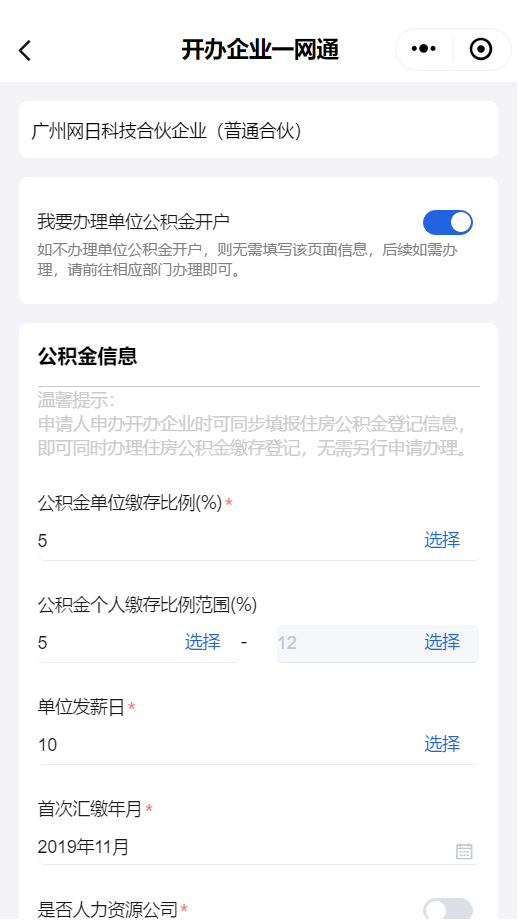 开办企业一网通
广州网日科技合伙企业（普通合伙）
我要办理单位公积金开户
如不办理单位公积金开户，则无需填写该页面信息，后续如需办
理，请前往相应部门办理即可。
公积金信息
温馨提示：
申请人申办开办企业时可同步填报住房公积金登记信息，
即可同时办理住房公积金缴存登记，无需另行申请办理。
公积金单位缴存比例(%)*
5 选择
公积金个人缴存比例范围(%)
5 选择 - 12 选择
单位发薪日*
10 选择
首次汇缴年月*
2019年11月
是否人力资源公司*